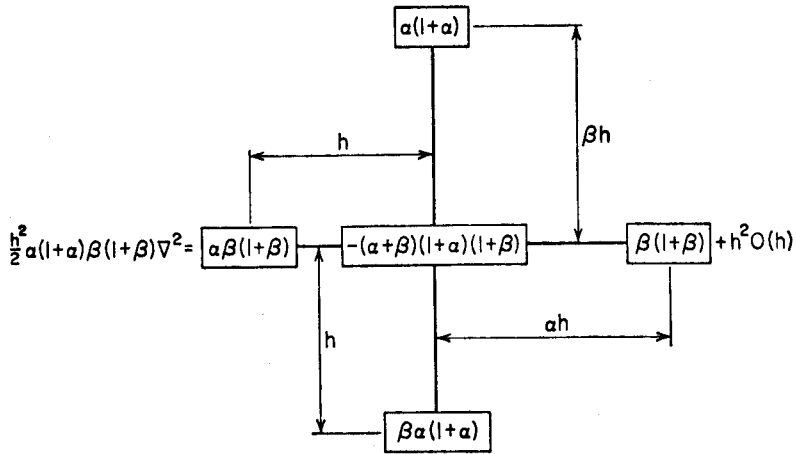 α(1+α)
βh
h
h²/2 α(1+α)β(1+β)∇²= αβ(1+β) -(α+β)(1+α)(1+β) β(1+β) +h²O(h)
αh
h
βα(1+α)